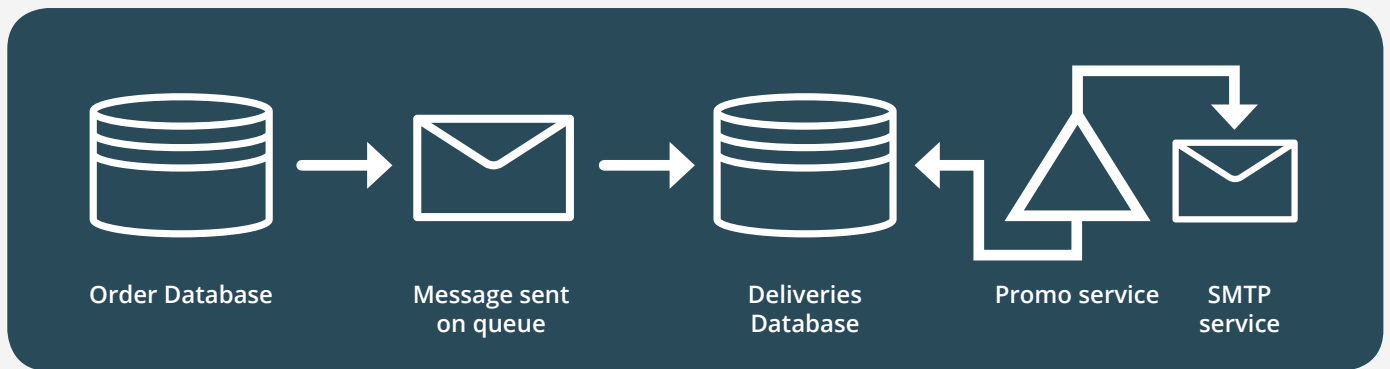 Order Database
Message sent
on queue
Deliveries
Database
Promo service
SMTP
service